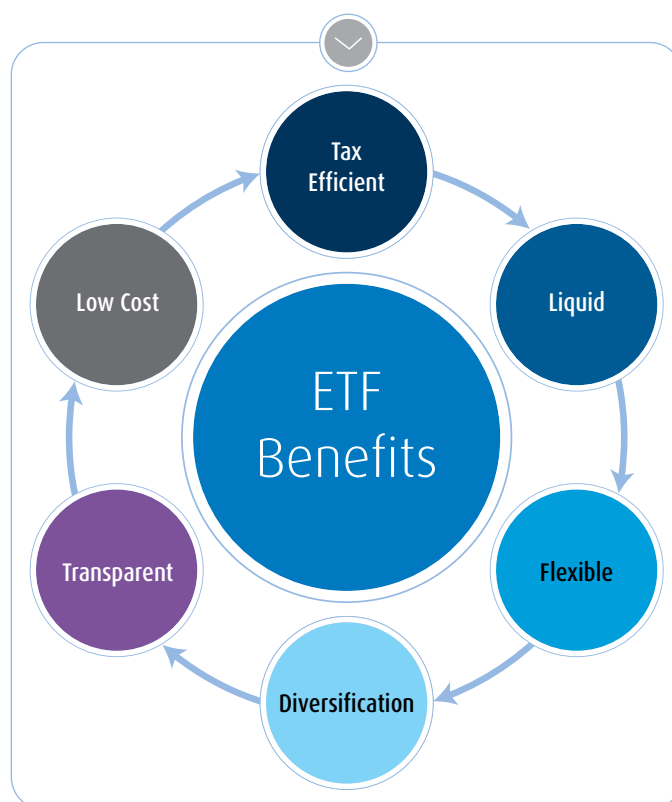 Tax
Efficient
Low Cost
Liquid
ETF
Benefits
Transparent
Flexible
Diversification